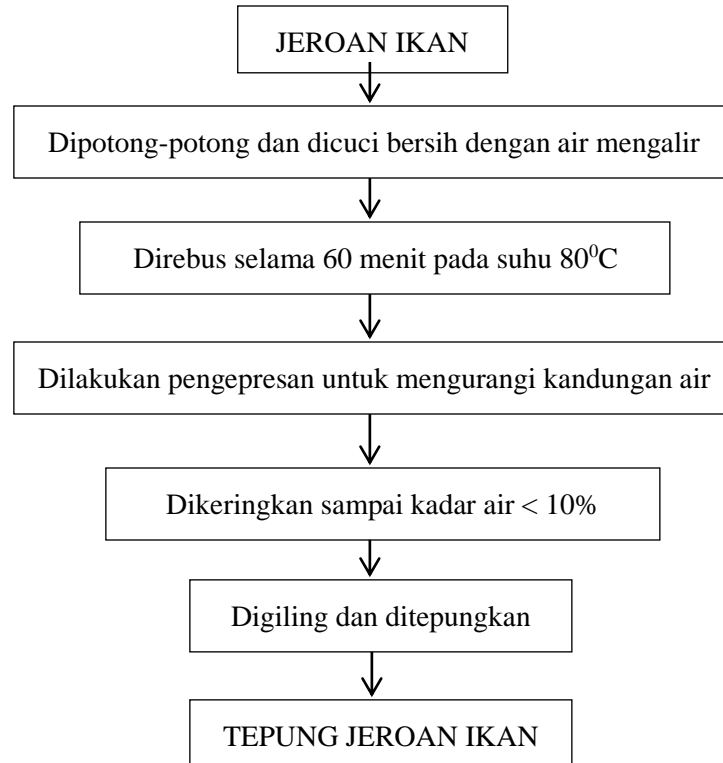 JEROAN IKAN
Dipotong-potong dan dicuci bersih dengan air mengalir
Direbus selama 60 menit pada suhu 80⁰C
Dilakukan pengepresan untuk mengurangi kandungan air
Dikeringkan sampai kadar air < 10%
Digiling dan ditepungkan
TEPUNG JEROAN IKAN